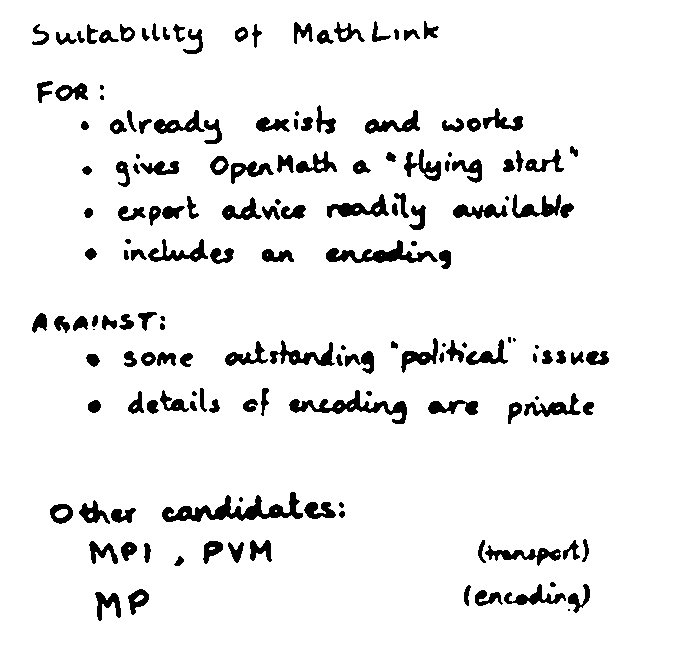 Suitability of MathLink
FOR:
• already exists and works
• gives OpenMath a "flying start"
• expert advice readily available
• includes an encoding
AGAINST:
• some outstanding "political" issues
• details of encoding are private
Other candidates:
MPI, PVM (transport)
MP (encoding)